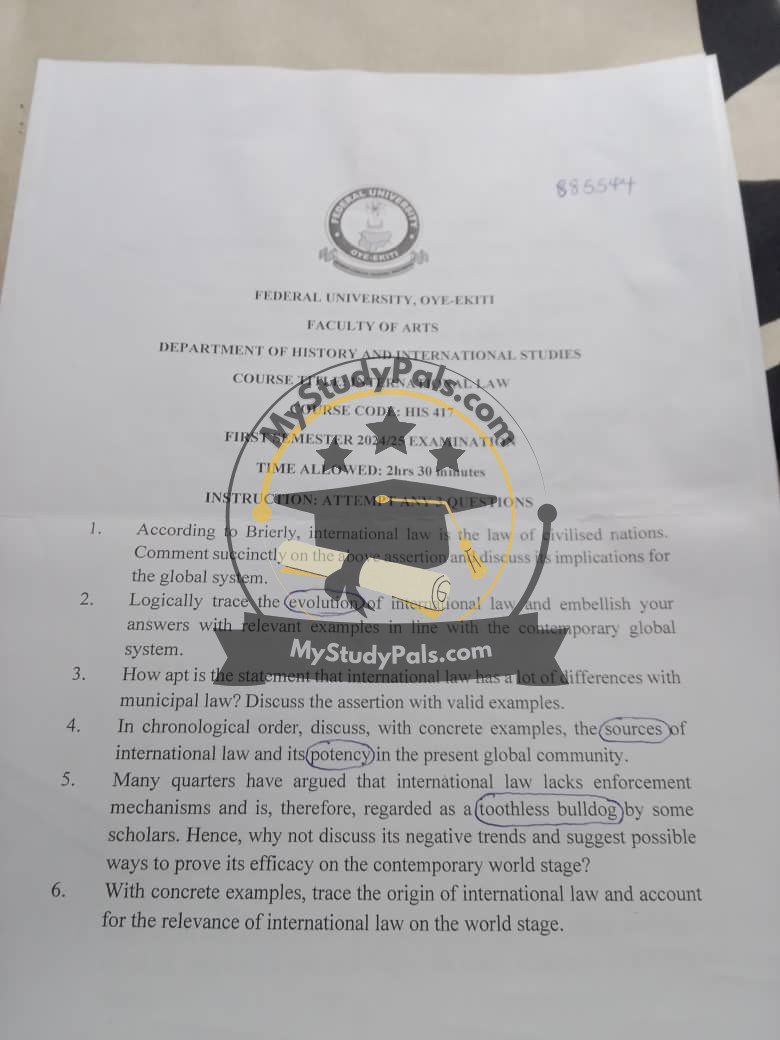 885544
FEDERAL UNIVERSITY
OYE-EKITI
FEDERAL UNIVERSITY, OYE-EKITI
FACULTY OF ARTS
DEPARTMENT OF HISTORY AND INTERNATIONAL STUDIES
COURSE TITLE: INTERNATIONAL LAW
COURSE CODE: HIS 417
FIRST SEMESTER 2024/25 EXAMINATION
TIME ALLOWED: 2hrs 30 minutes
INSTRUCTION: ATTEMPT ANY 3 QUESTIONS
MyStudyPals.com
1. According to Brierly, international law is the law of civilised nations.
Comment succinctly on the above assertion and discuss its implications for
the global system.
2. Logically trace the evolution of international law and embellish your
answers with relevant examples in line with the contemporary global
system.
MyStudyPals.com
3. How apt is the statement that international law has a lot of differences with
municipal law? Discuss the assertion with valid examples.
4. In chronological order, discuss, with concrete examples, the sources of
international law and its potency in the present global community.
5. Many quarters have argued that international law lacks enforcement
mechanisms and is, therefore, regarded as a toothless bulldog by some
scholars. Hence, why not discuss its negative trends and suggest possible
ways to prove its efficacy on the contemporary world stage?
6. With concrete examples, trace the origin of international law and account
for the relevance of international law on the world stage.